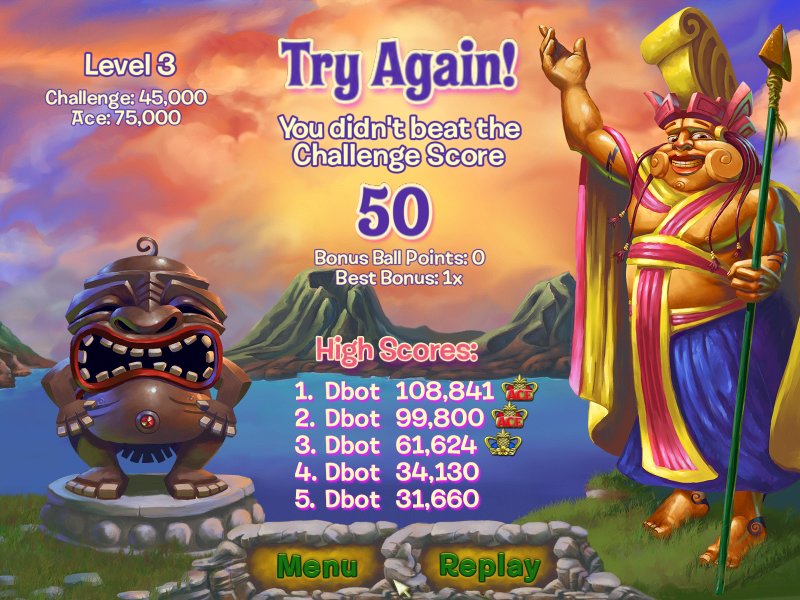 Level 3
Challenge: 45,000
Ace: 75,000
Try Again!
You didn't beat the
Challenge Score
50
Bonus Ball Points: 0
Best Bonus: 1x
High Scores:
1. Dbot 108,841 ACE
2. Dbot 99,800 ACE
3. Dbot 61,624
4. Dbot 34,130
5. Dbot 31,660
Menu
Replay